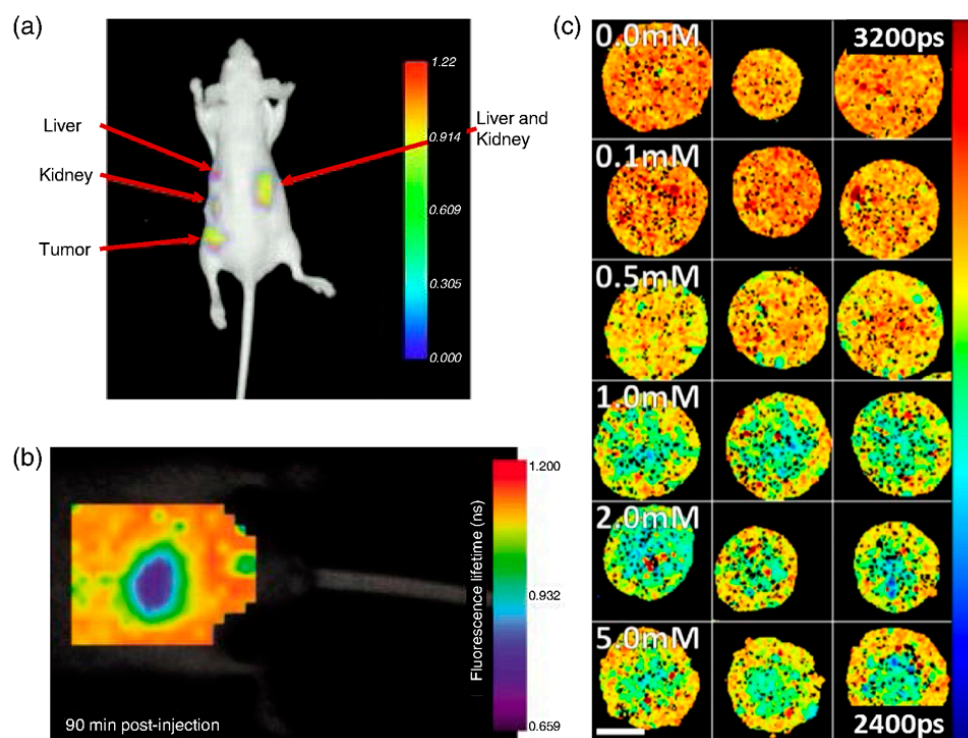 (a)
1.22
0.914
0.609
0.305
0.000
Liver
Kidney
Tumor
Liver and
Kidney
(b)
90 min post-injection
Fluorescence lifetime (ns)
1.200
0.932
0.659
(c)
0.0mM
3200ps
0.1mM
0.5mM
1.0mM
2.0mM
5.0mM
2400ps